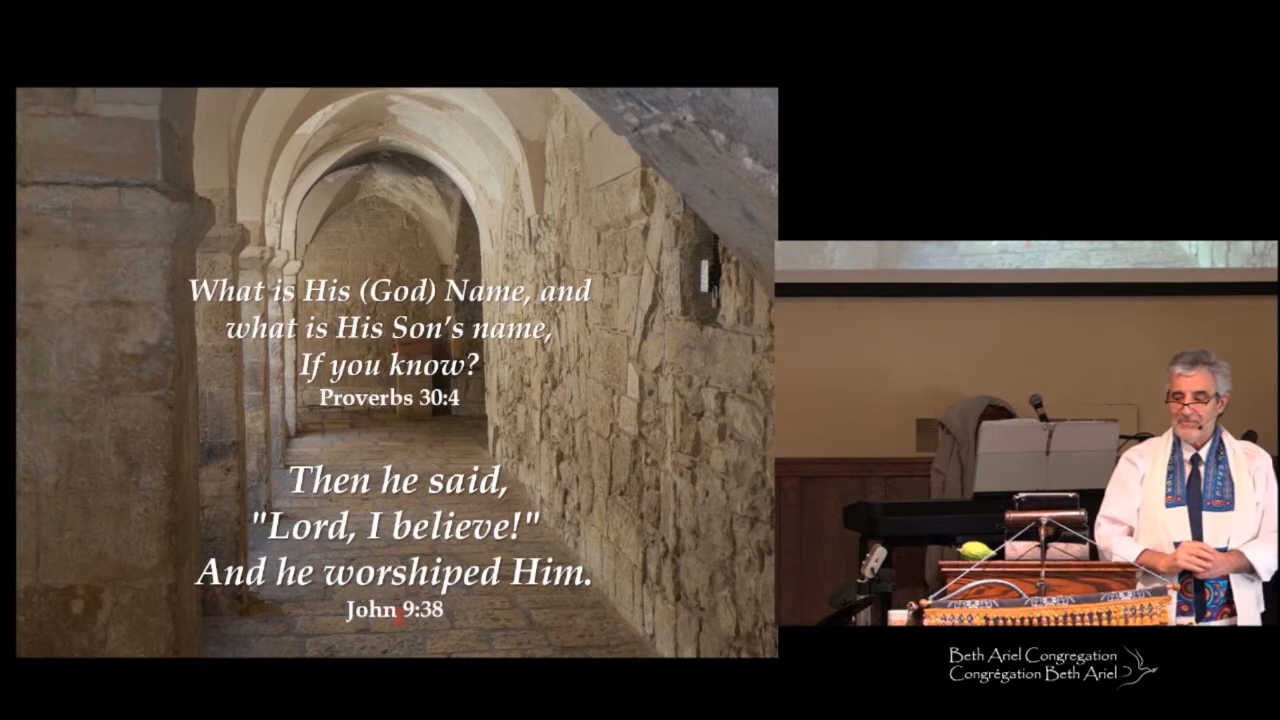 What is His (God) Name, and
what is His Son's name,
If you know?
Proverbs 30:4
Then he said,
"Lord, I believe!"
And he worshiped Him.
John 9:38
Beth Ariel Congregation
Congrégation Beth Ariel